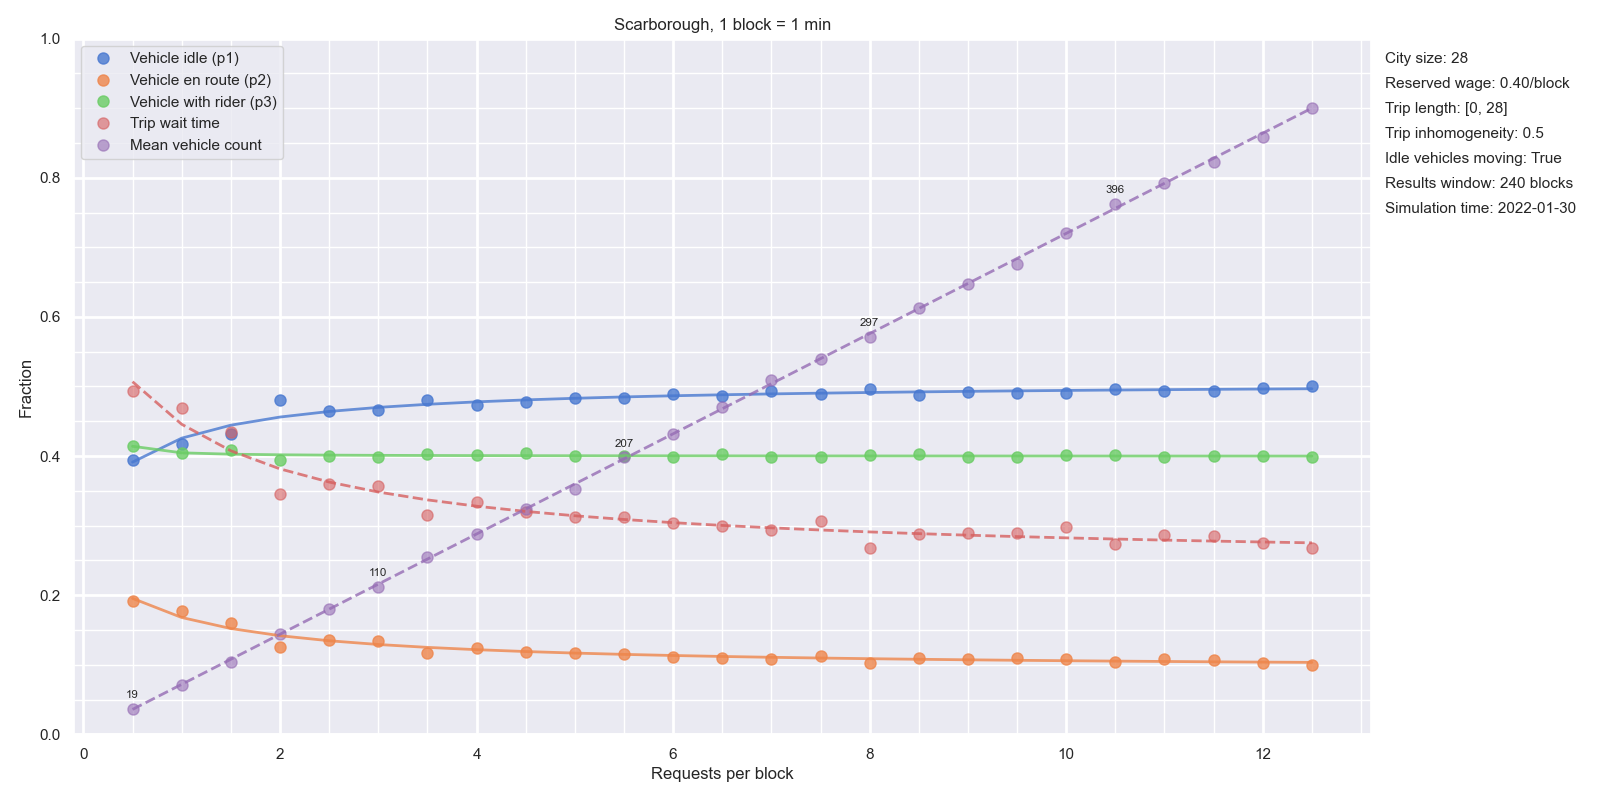 Scarborough, 1 block = 1 min
1.0
0.8
0.6
0.4
0.2
0.0
Fraction
Vehicle idle (p1)
Vehicle en route (p2)
Vehicle with rider (p3)
Trip wait time
Mean vehicle count
19
110
207
297
396
0
2
4
6
8
10
12
Requests per block
City size: 28
Reserved wage: 0.40/block
Trip length: [0, 28]
Trip inhomogeneity: 0.5
Idle vehicles moving: True
Results window: 240 blocks
Simulation time: 2022-01-30